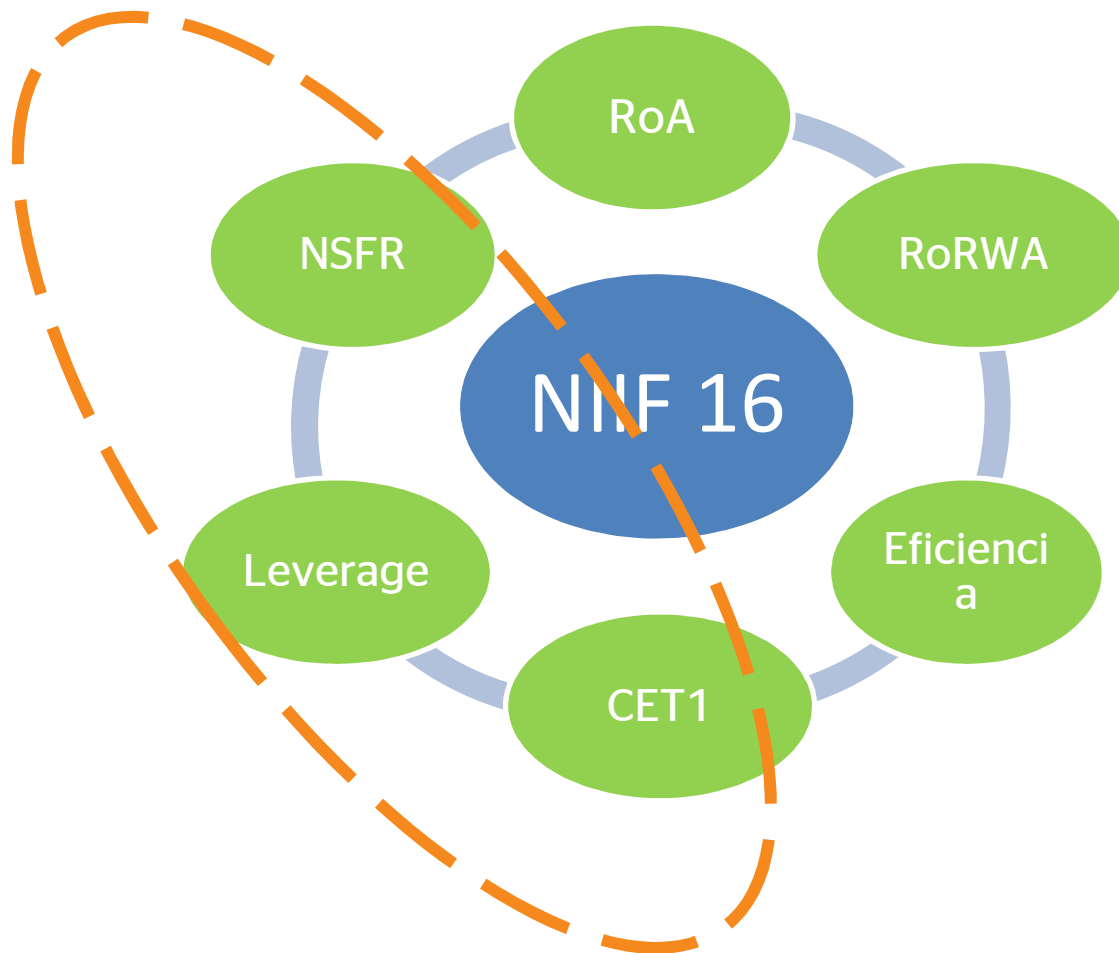 RoA
NSFR
RoRWA
NIIF 16
Leverage
Eficienci
a
CET1